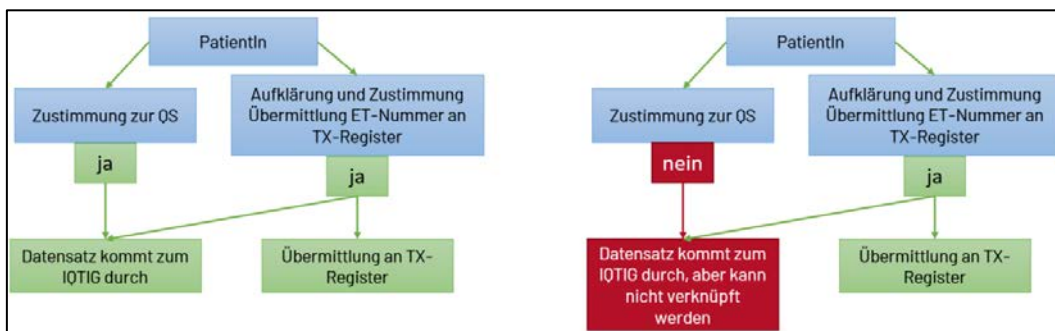 PatientIn
Zustimmung zur QS
Aufklärung und Zustimmung
Übermittlung ET-Nummer an
TX-Register
ja
ja
Datensatz kommt zum
IQTIG durch
Übermittlung an TX-
Register
PatientIn
Zustimmung zur QS
Aufklärung und Zustimmung
Übermittlung ET-Nummer an
TX-Register
nein
ja
Datensatz kommt zum
IQTIG durch, aber kann
nicht verknüpft
werden
Übermittlung an TX-
Register